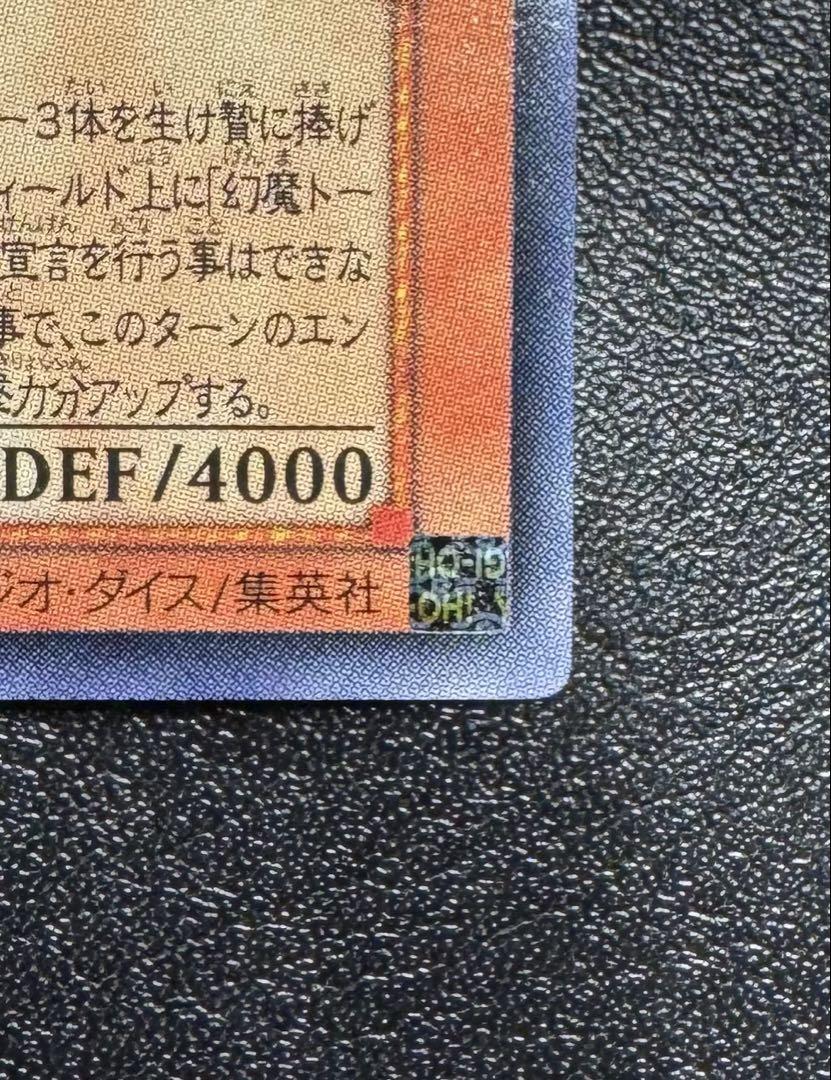 ー3体を生け贄に捧げ
ィールド上に「幻魔トー
宣言を行う事はできな
事で、このターンのエン
力分アップする。
DEF/4000
ジオ・ダイス/集英社